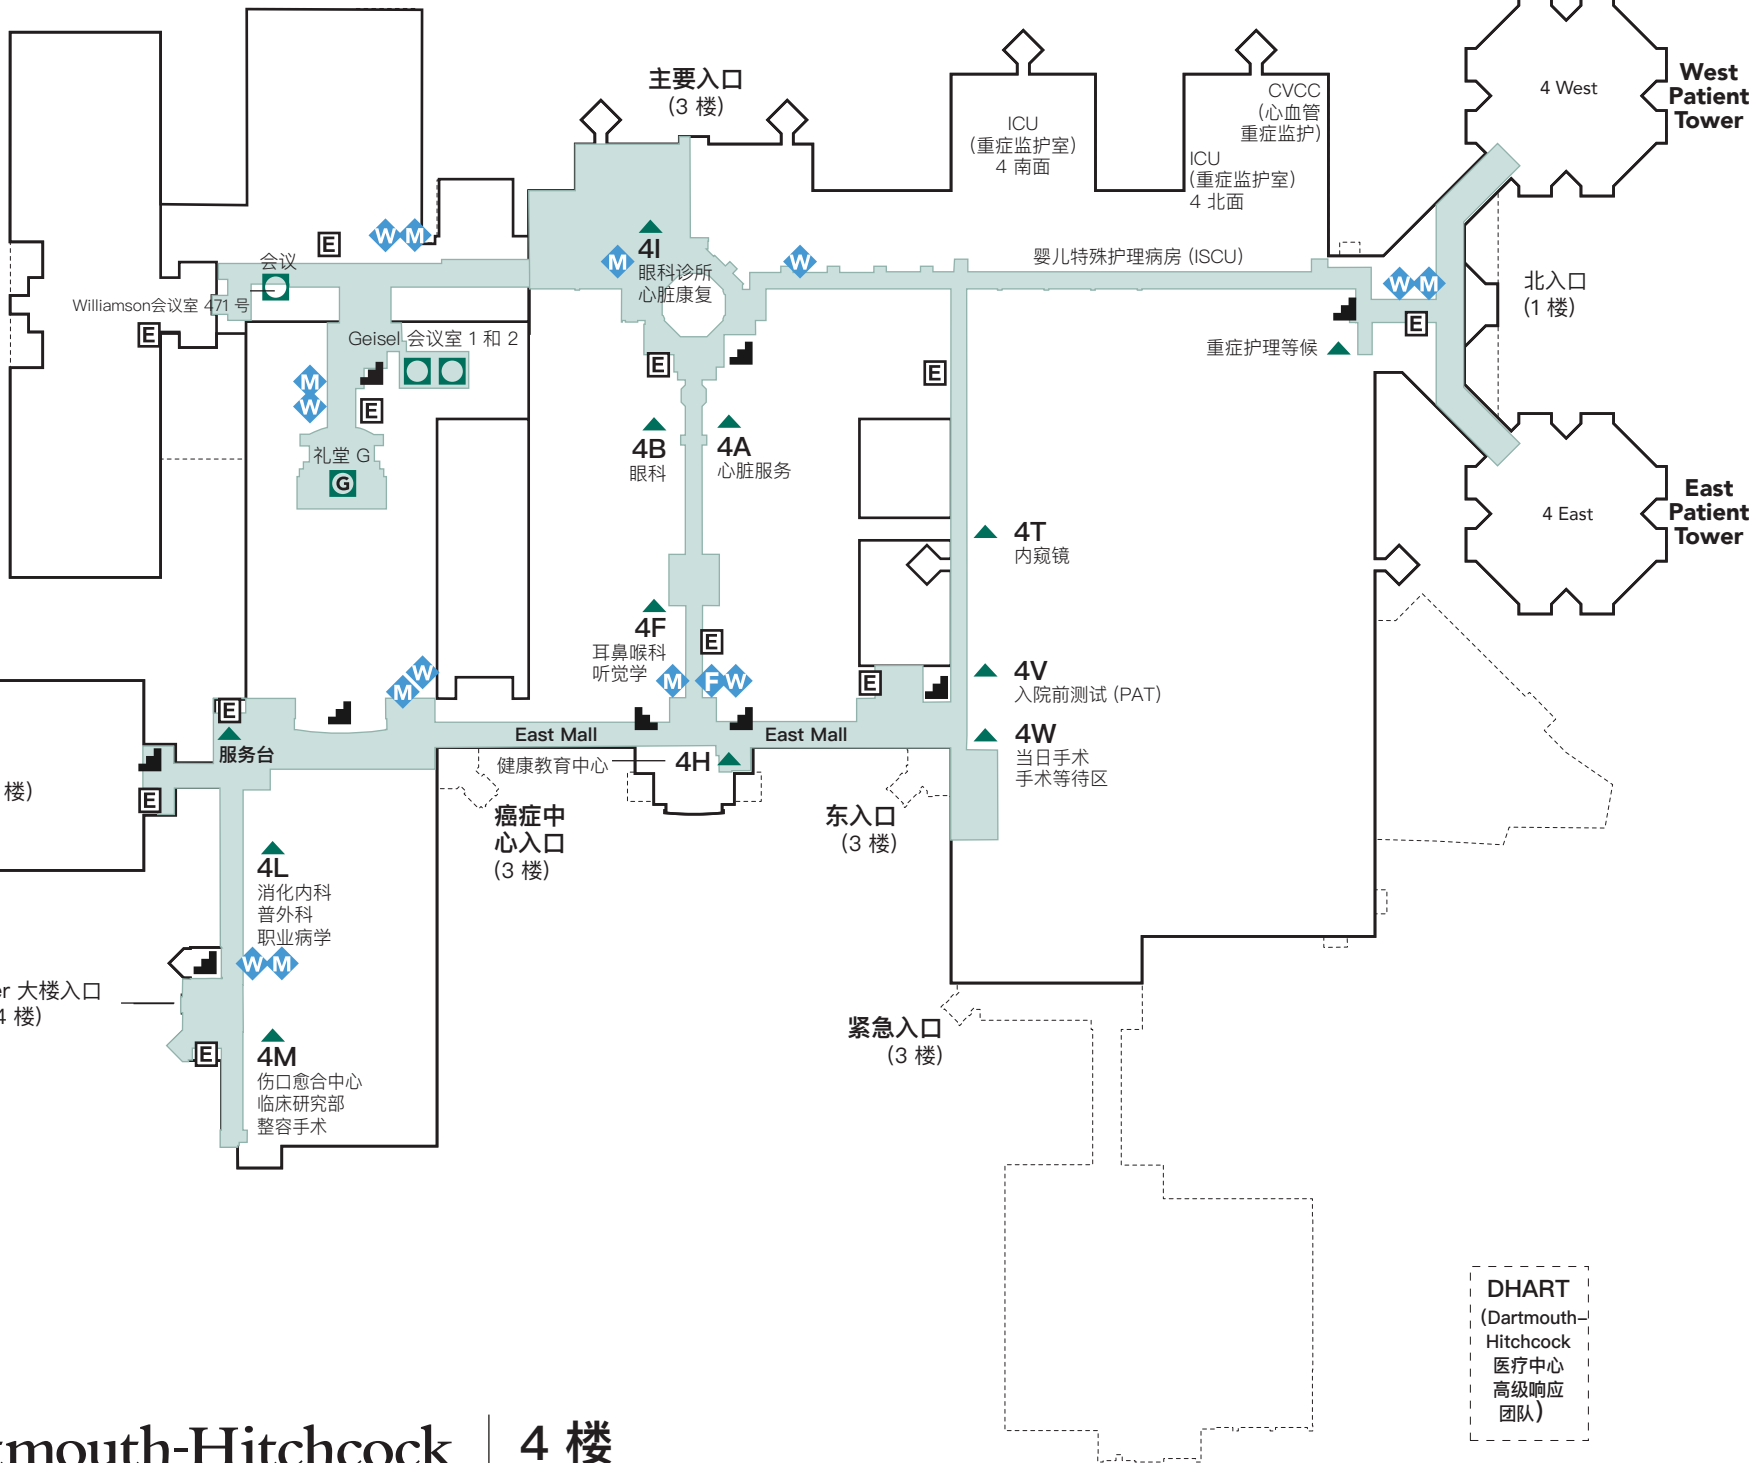 主要入口
(3 楼)
ICU
(重症监护室)
4 南面
CVCC
(心血管
重症监护)
ICU
(重症监护室)
4 北面
4 West
West
Patient
Tower
E
W M
会议
Williamson会议室 471 号
E
4I
眼科诊所
心脏康复
M
W
婴儿特殊护理病房 (ISCU)
W M
北入口
(1 楼)
Geisel 会议室 1 和 2
E
E
E
重症护理等候
M
W
E
4B
眼科
4A
心脏服务
礼堂 G
G
4 East
East
Patient
Tower
4T
内窥镜
4F
耳鼻喉科
听觉学
E
M
F W
W
M
E
4V
入院前测试 (PAT)
E
服务台
East Mall
East Mall
4W
当日手术
手术等待区
健康教育中心
4H
楼)
E
癌症中
心入口
(3 楼)
东入口
(3 楼)
4L
消化内科
普外科
职业病学
W M
大楼入口
4 楼)
紧急入口
(3 楼)
E
4M
伤口愈合中心
临床研究部
整容手术
DHART
(Dartmouth-
Hitchcock
医疗中心
高级响应
团队)
tmouth-Hitchcock
4 楼